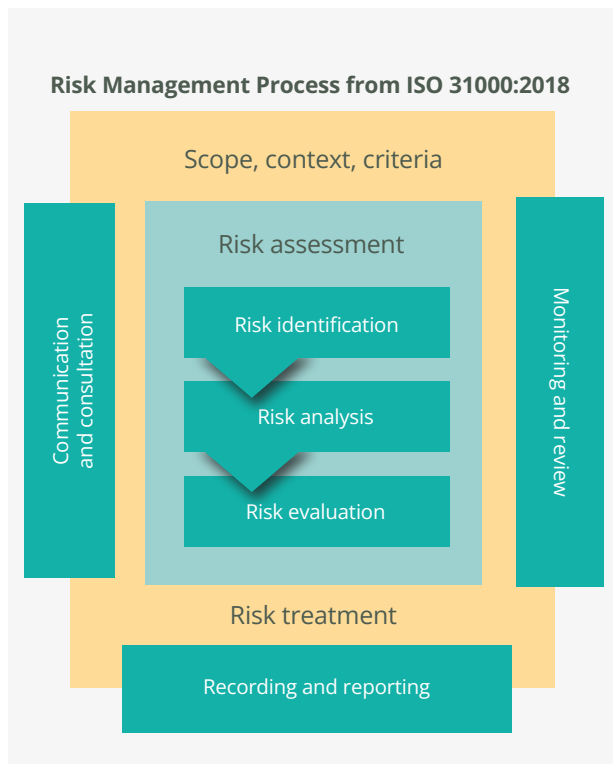 Risk Management Process from ISO 31000:2018
Scope, context, criteria
Communication
and consultation
Risk assessment
Risk identification
Risk analysis
Risk evaluation
Monitoring and review
Risk treatment
Recording and reporting